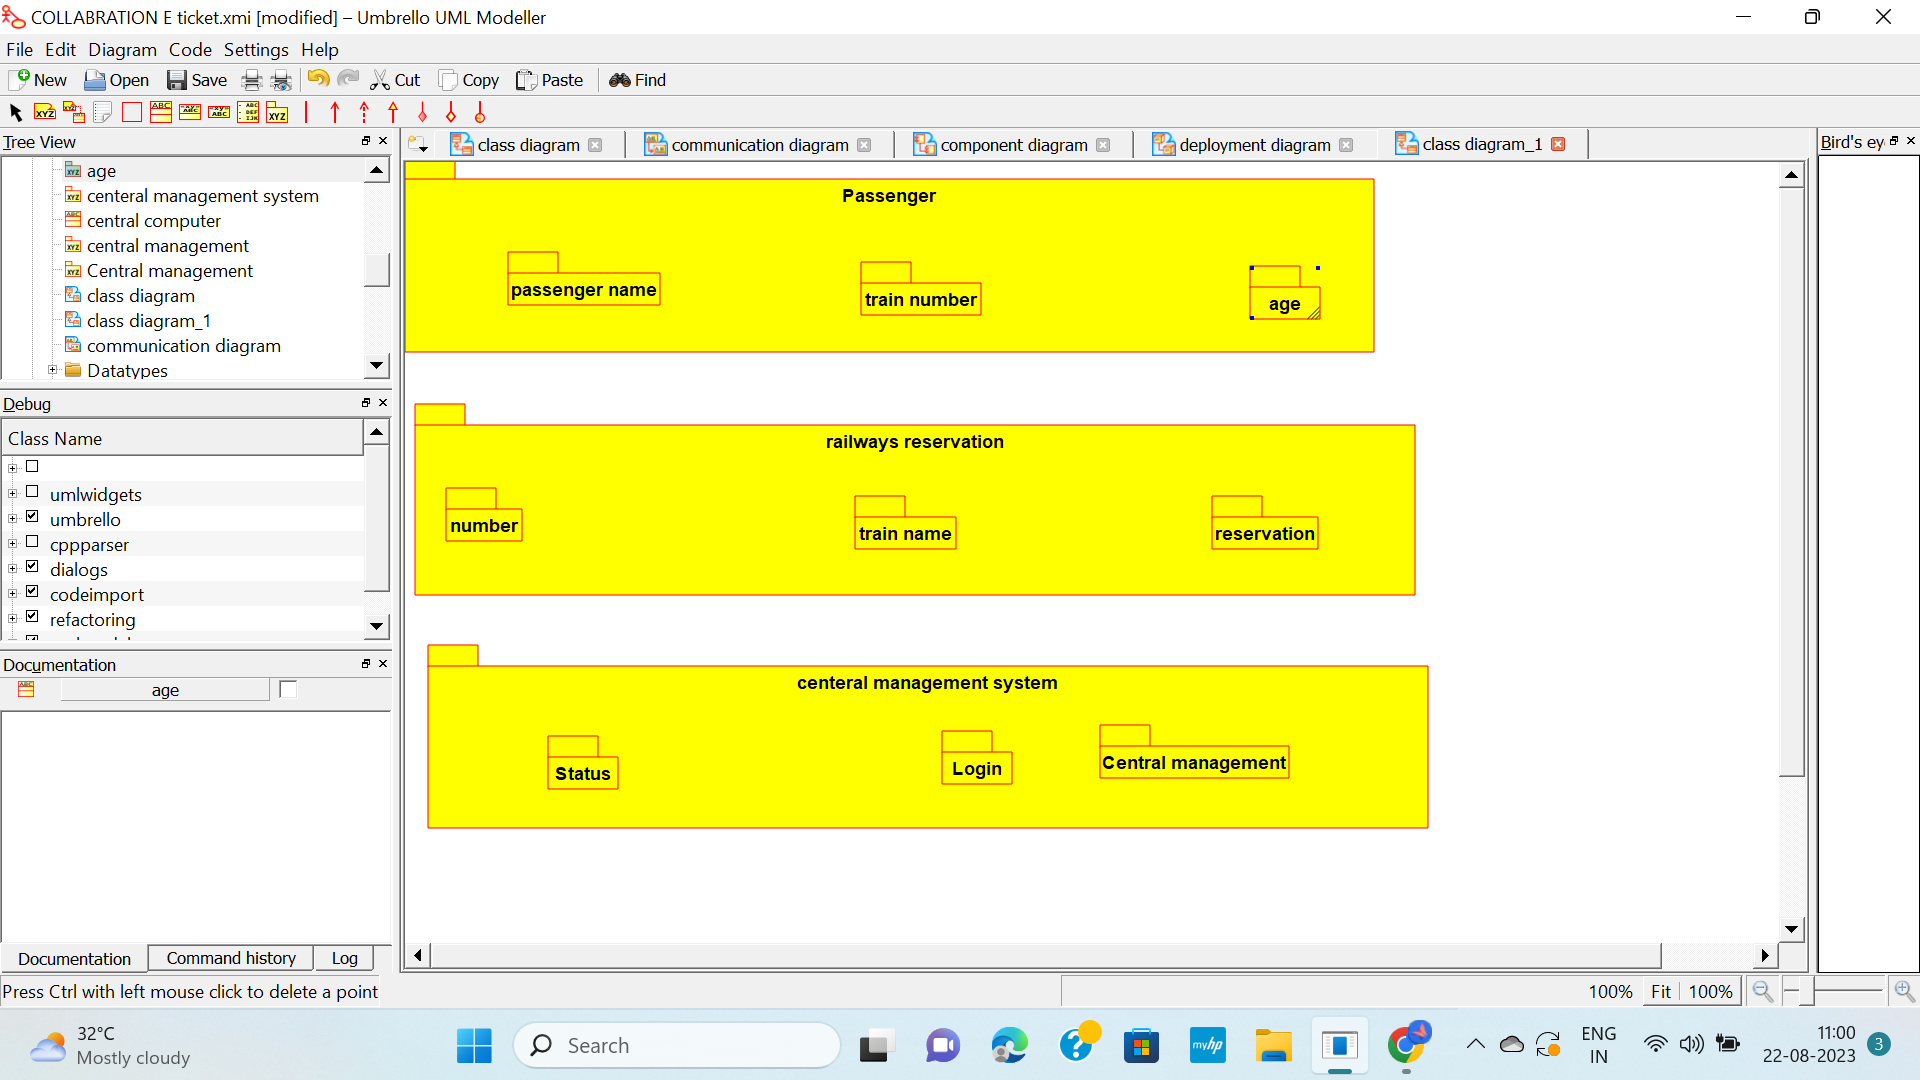 COLLABRATION E ticket.xmi [modified] – Umbrello UML Modeller
File Edit Diagram Code Settings Help
New Open Save Cut Copy Paste Find
Tree View
age
centeral management system
central computer
central management
Central management
class diagram
class diagram_1
communication diagram
Datatypes
Debug
Class Name
umlwidgets
umbrello
cppparser
dialogs
codeimport
refactoring
Documentation
age
Documentation Command history Log
Press Ctrl with left mouse click to delete a point
class diagram communication diagram component diagram deployment diagram class diagram_1
Passenger
passenger name
train number
age
railways reservation
number
train name
reservation
centeral management system
Status
Login
Central management
Bird's ey
100% Fit 100%
32°C
Mostly cloudy
Search
myhp
ENG
IN
11:00
22-08-2023
3